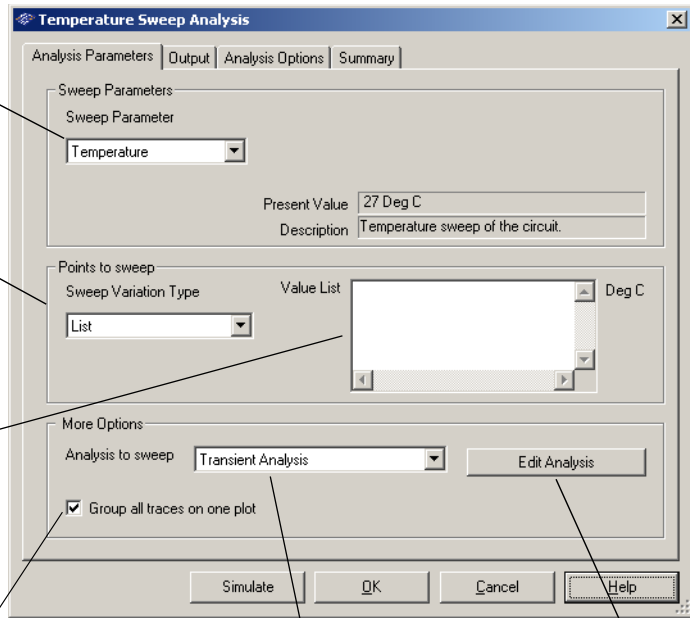 Temperature Sweep Analysis
Analysis Parameters
Output
Analysis Options
Summary
Sweep Parameters
Sweep Parameter
Temperature
Present Value
27 Deg C
Description
Temperature sweep of the circuit.
Points to sweep
Sweep Variation Type
Value List
Deg C
List
More Options
Analysis to sweep
Transient Analysis
Edit Analysis
Group all traces on one plot
Simulate
OK
Cancel
Help